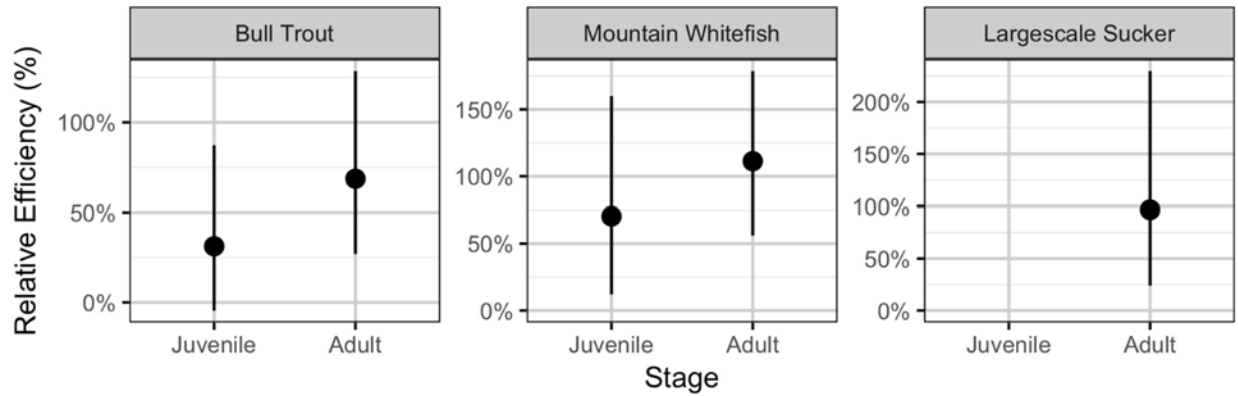 Relative Efficiency (%)
Bull Trout
100%
50%
0%
Juvenile Adult
Mountain Whitefish
150%
100%
50%
0%
Juvenile Adult
Largescale Sucker
200%
150%
100%
50%
0%
Juvenile Adult
Stage